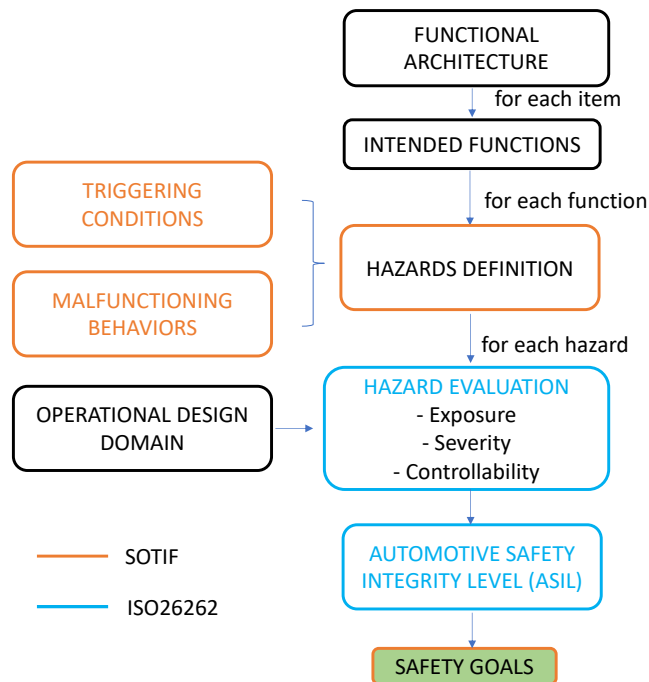 FUNCTIONAL
ARCHITECTURE
for each item
INTENDED FUNCTIONS
for each function
TRIGGERING
CONDITIONS
MALFUNCTIONING
BEHAVIORS
HAZARDS DEFINITION
for each hazard
OPERATIONAL DESIGN
DOMAIN
HAZARD EVALUATION
- Exposure
- Severity
- Controllability
AUTOMOTIVE SAFETY
INTEGRITY LEVEL (ASIL)
SAFETY GOALS
SOTIF
ISO26262